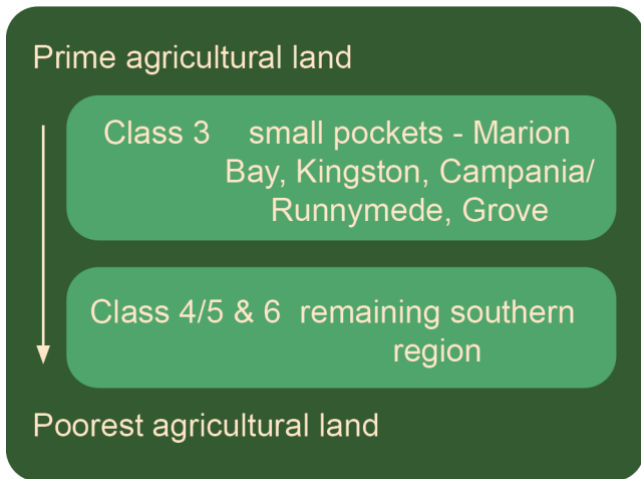 Prime agricultural land
Class 3 small pockets - Marion
Bay, Kingston, Campania/
Runnymede, Grove
Class 4/5 & 6 remaining southern
region
Poorest agricultural land